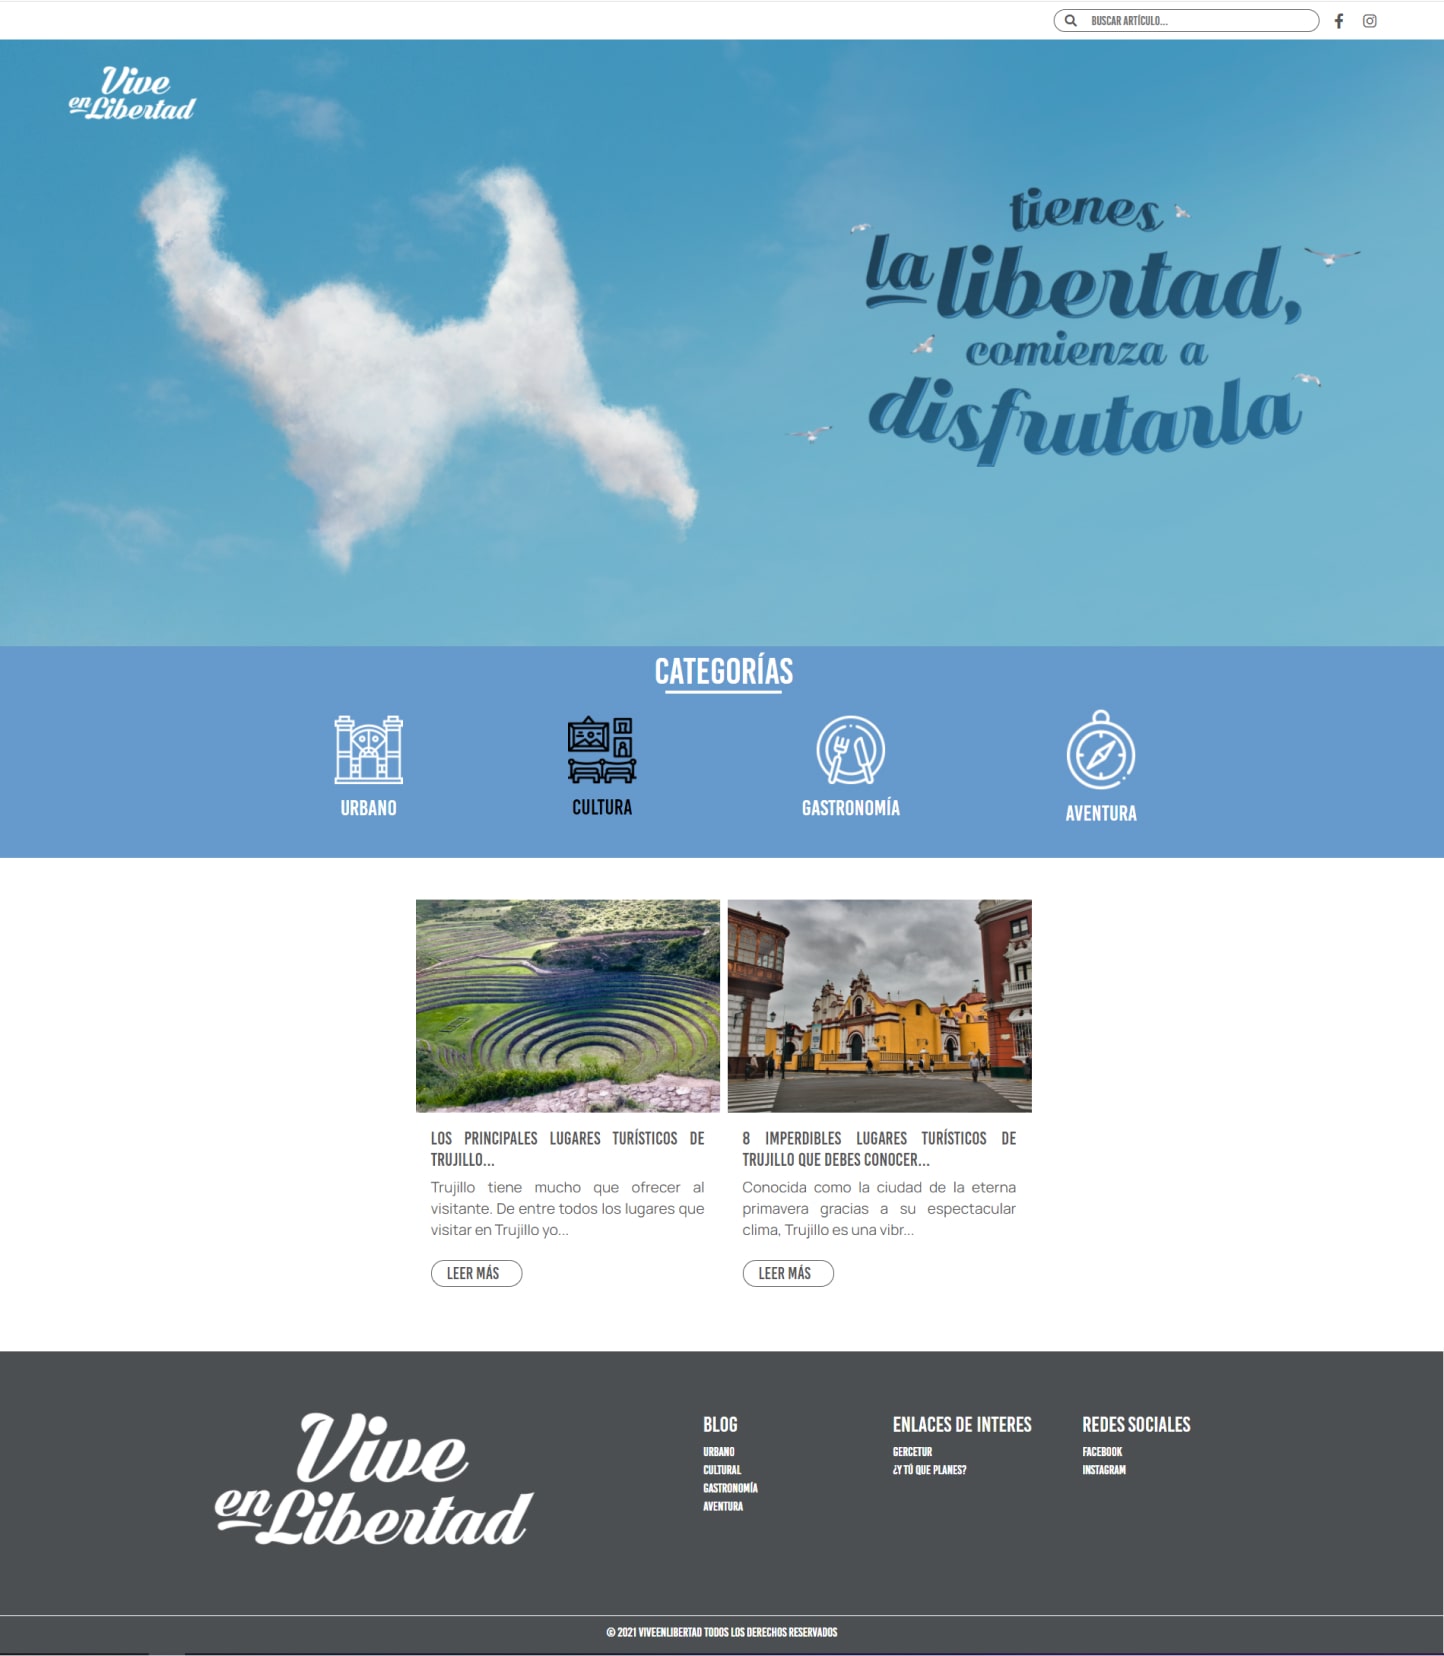 BUSCAR ARTÍCULO...
Vive
en Libertad
tienes
la libertad,
comienza a
disfrutarla
CATEGORÍAS
URBANO
CULTURA
GASTRONOMÍA
AVENTURA
LOS PRINCIPALES LUGARES TURÍSTICOS DE
TRUJILLO...
Trujillo tiene mucho que ofrecer al
visitante. De entre todos los lugares que
visitar en Trujillo yo...
LEER MÁS
8 IMPERDIBLES LUGARES TURÍSTICOS DE
TRUJILLO QUE DEBES CONOCER...
Conocida como la ciudad de la eterna
primavera gracias a su espectacular
clima, Trujillo es una vibr...
LEER MÁS
Vive
en Libertad
BLOG
URBANO
CULTURAL
GASTRONOMÍA
AVENTURA
ENLACES DE INTERES
GERCETUR
¿Y TÚ QUE PLANES?
REDES SOCIALES
FACEBOOK
INSTAGRAM
© 2021 VIVEENLIBERTAD TODOS LOS DERECHOS RESERVADOS